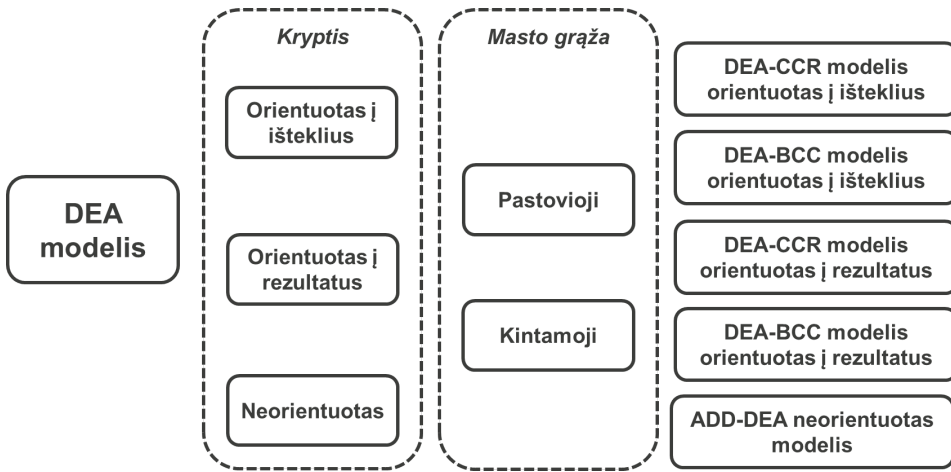 DEA
modelis
Kryptis
Orientuotas į
išteklius
Orientuotas į
rezultatus
Neorientuotas
Masto grąža
Pastovioji
Kintamoji
DEA-CCR modelis
orientuotas į išteklius
DEA-BCC modelis
orientuotas į išteklius
DEA-CCR modelis
orientuotas į rezultatus
DEA-BCC modelis
orientuotas į rezultatus
ADD-DEA neorientuotas
modelis